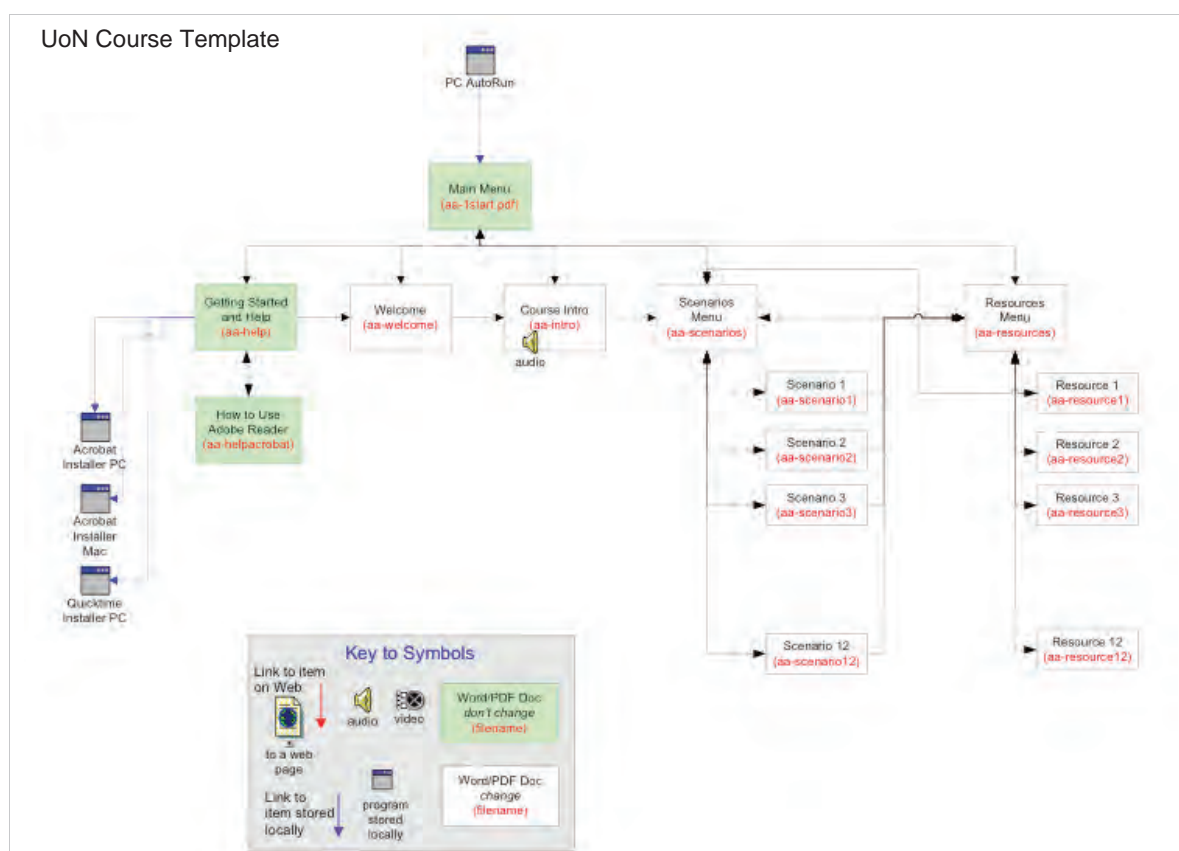 UoN Course Template
PC AutoRun
Main Menu
(aa-1start.pdf)
Getting Started
and Help
(aa-help)
Welcome
(aa-welcome)
Course Intro
(aa-intro)
audio
Scenarios
Menu
(aa-scenarios)
Resources
Menu
(aa-resources)
How to Use
Adobe Reader
(aa-helpacrobat)
Acrobat
Installer PC
Acrobat
Installer
Mac
Quicktime
Installer PC
Scenario 1
(aa-scenario1)
Scenario 2
(aa-scenario2)
Scenario 3
(aa-scenario3)
Scenario 12
(aa-scenario12)
Resource 1
(aa-resource1)
Resource 2
(aa-resource2)
Resource 3
(aa-resource3)
Resource 12
(aa-resource12)
Key to Symbols
Link to item
on Web
to a web
page
audio
video
Word/PDF Doc
don't change
(filename)
Link to
item stored
locally
program
stored
locally
Word/PDF Doc
change
(filename)